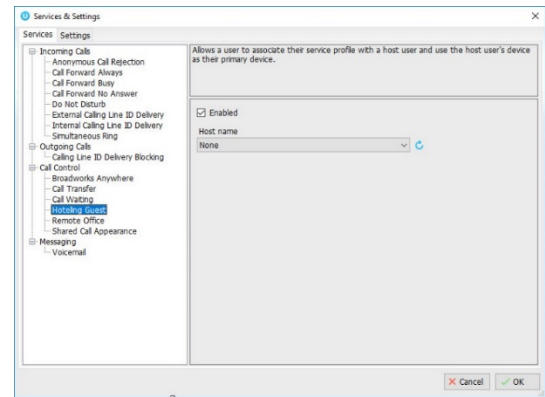 Services & Settings
Services Settings
Incoming Calls
Anonymous Call Rejection
Call Forward Always
Call Forward Busy
Call Forward No Answer
Do Not Disturb
External Calling Line ID Delivery
Internal Calling Line ID Delivery
Simultaneous Ring
Outgoing Calls
Calling Line ID Delivery Blocking
Call Control
Broadworks Anywhere
Call Transfer
Call Waiting
Hoteling Guest
Remote Office
Shared Call Appearance
Messaging
Voicemail
Allows a user to associate their service profile with a host user and use the host user's device
as their primary device.
Enabled
Host name
None
Cancel OK